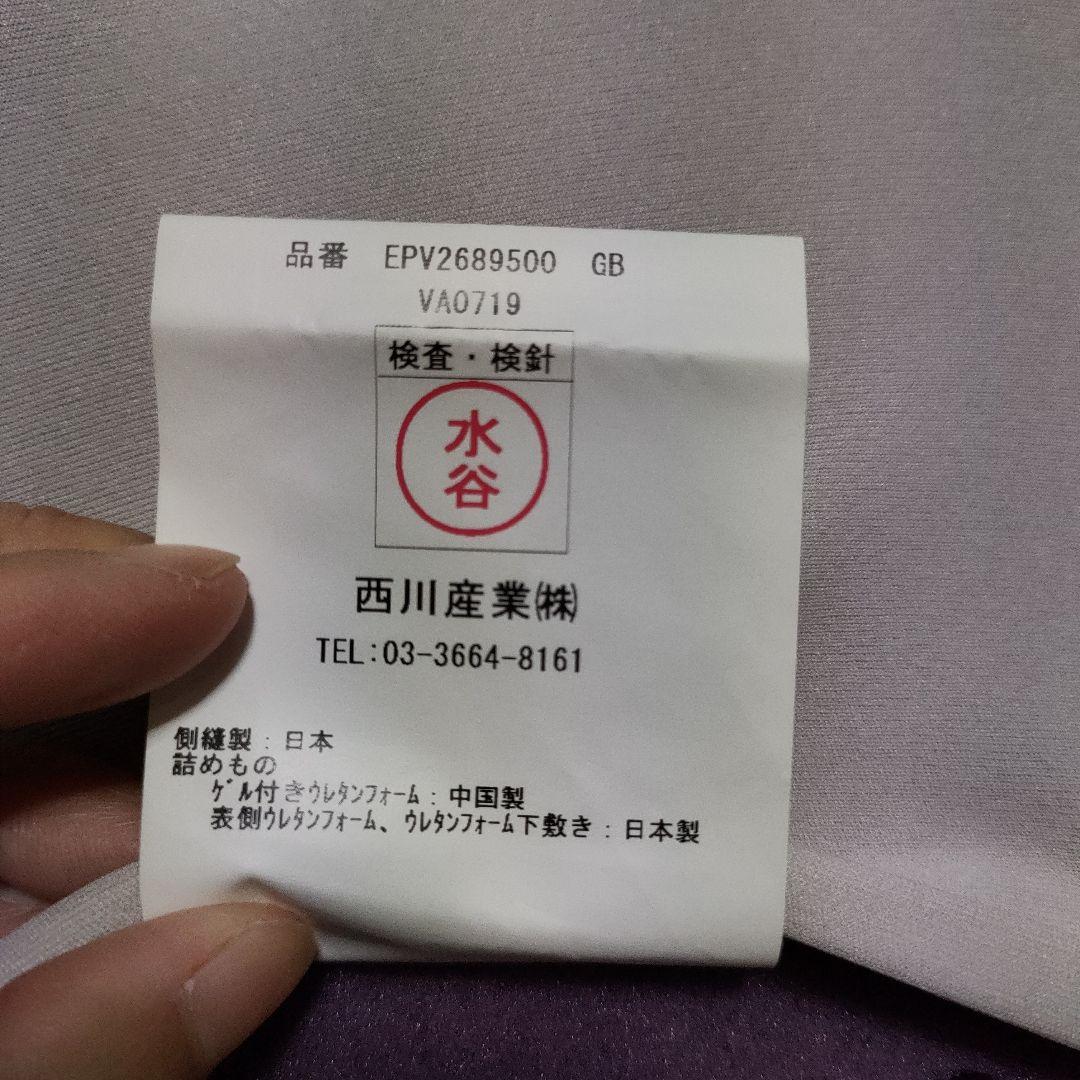 品番 EPV2689500 GB
VA0719
検査・検針
水
谷
西川産業㈱
TEL:03-3664-8161
側縫製:日本
詰めもの
ｹﾞﾙ付きｳﾚﾀﾝﾌｫｰﾑ:中国製
表側ｳﾚﾀﾝﾌｫｰﾑ、ｳﾚﾀﾝﾌｫｰﾑ下敷き:日本製